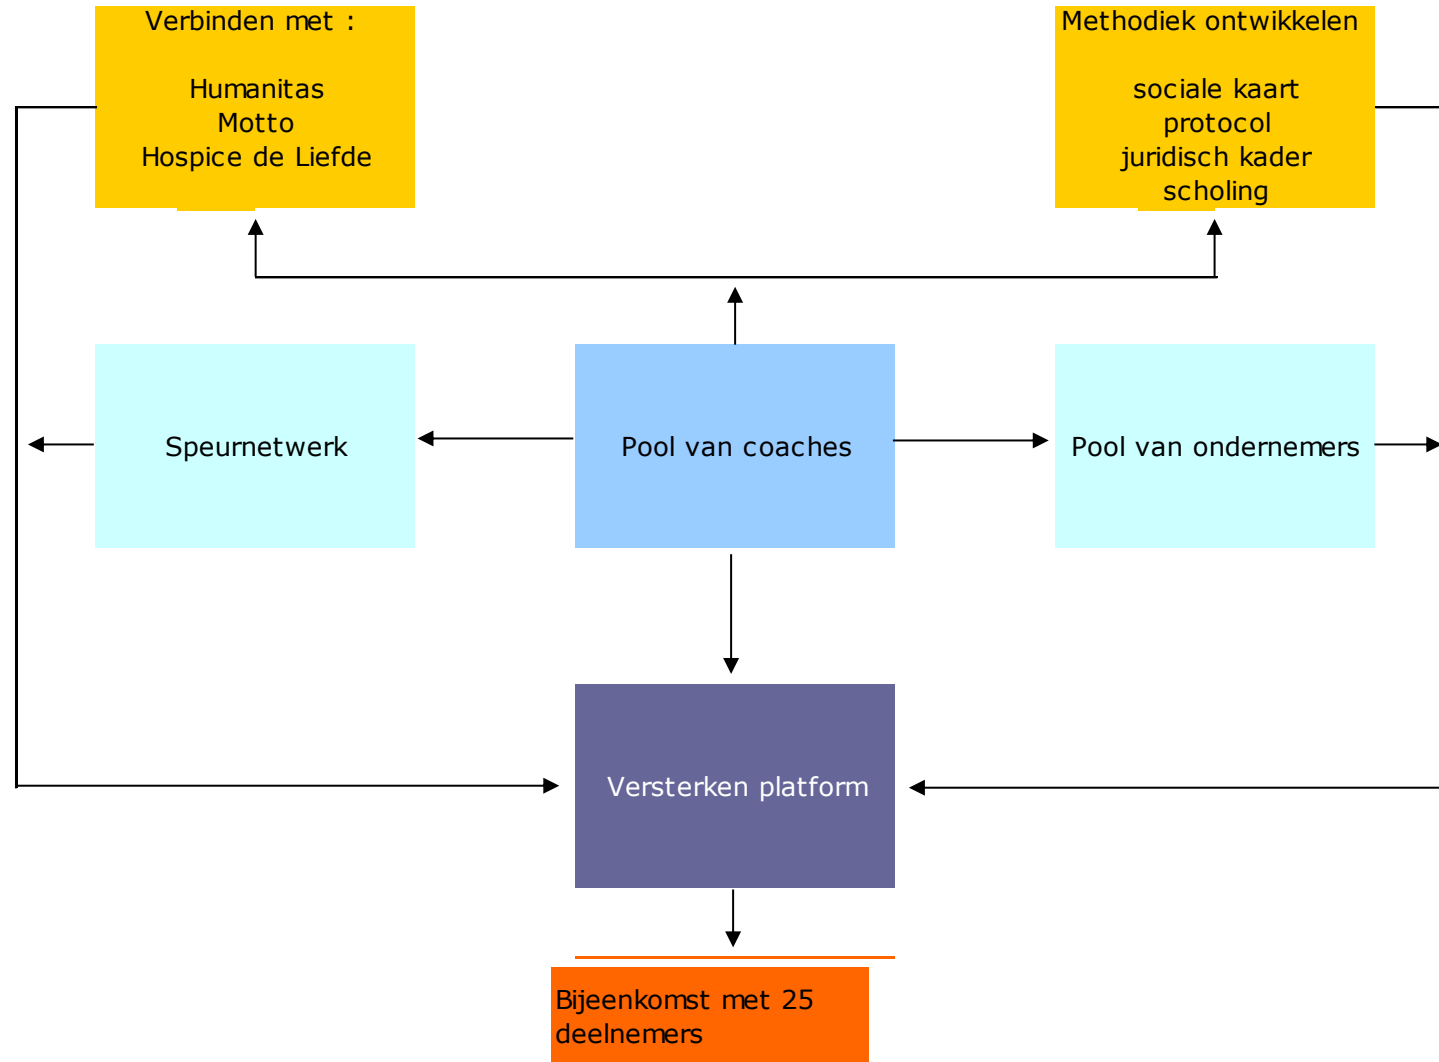 Verbinden met :
Humanitas
Motto
Hospice de Liefde
Methodiek ontwikkelen
sociale kaart
protocol
juridisch kader
scholing
Speurnetwerk
Pool van coaches
Pool van ondernemers
Versterken platform
Bijeenkomst met 25
deelnemers